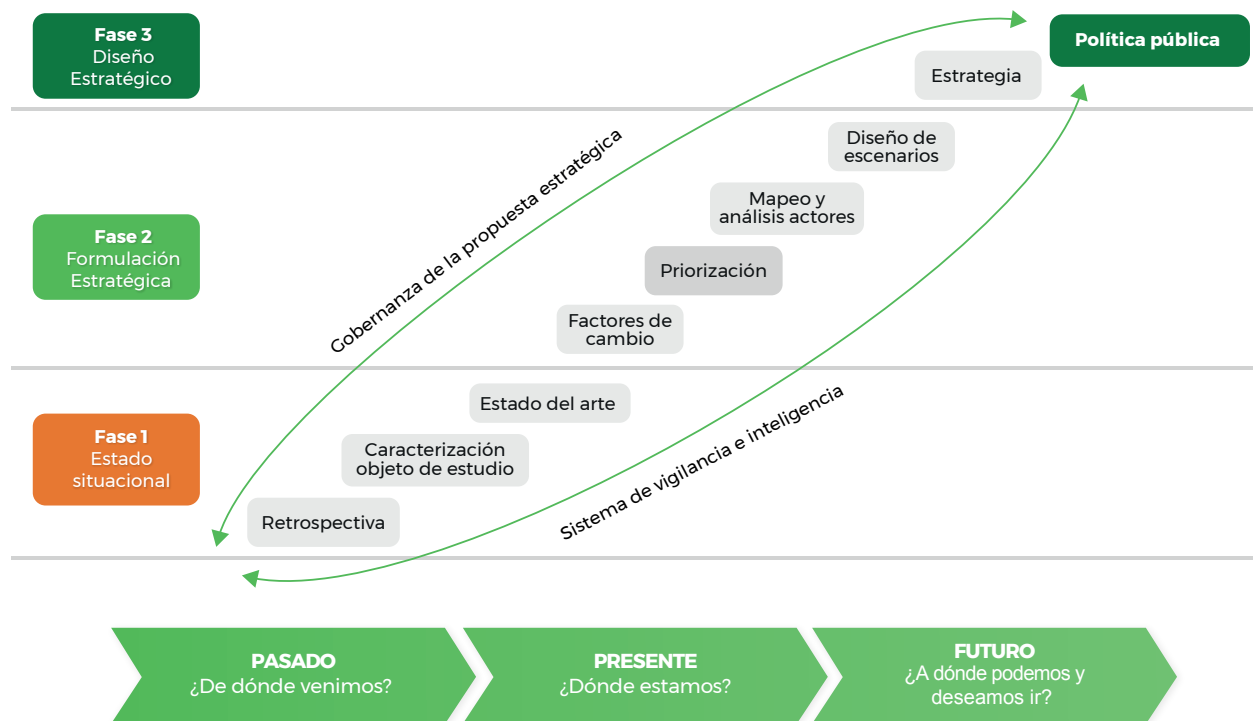 Fase 3
Diseño
Estratégico
Política pública
Estrategia
Gobernanza de la propuesta estratégica
Diseño de
escenarios
Mapeo y
análisis actores
Fase 2
Formulación
Estratégica
Priorización
Factores de
cambio
Estado del arte
Sistema de vigilancia e inteligencia
Fase 1
Estado
situacional
Caracterización
objeto de estudio
Retrospectiva
PASADO
¿De dónde venimos?
PRESENTE
¿Dónde estamos?
FUTURO
¿A dónde podemos y
deseamos ir?